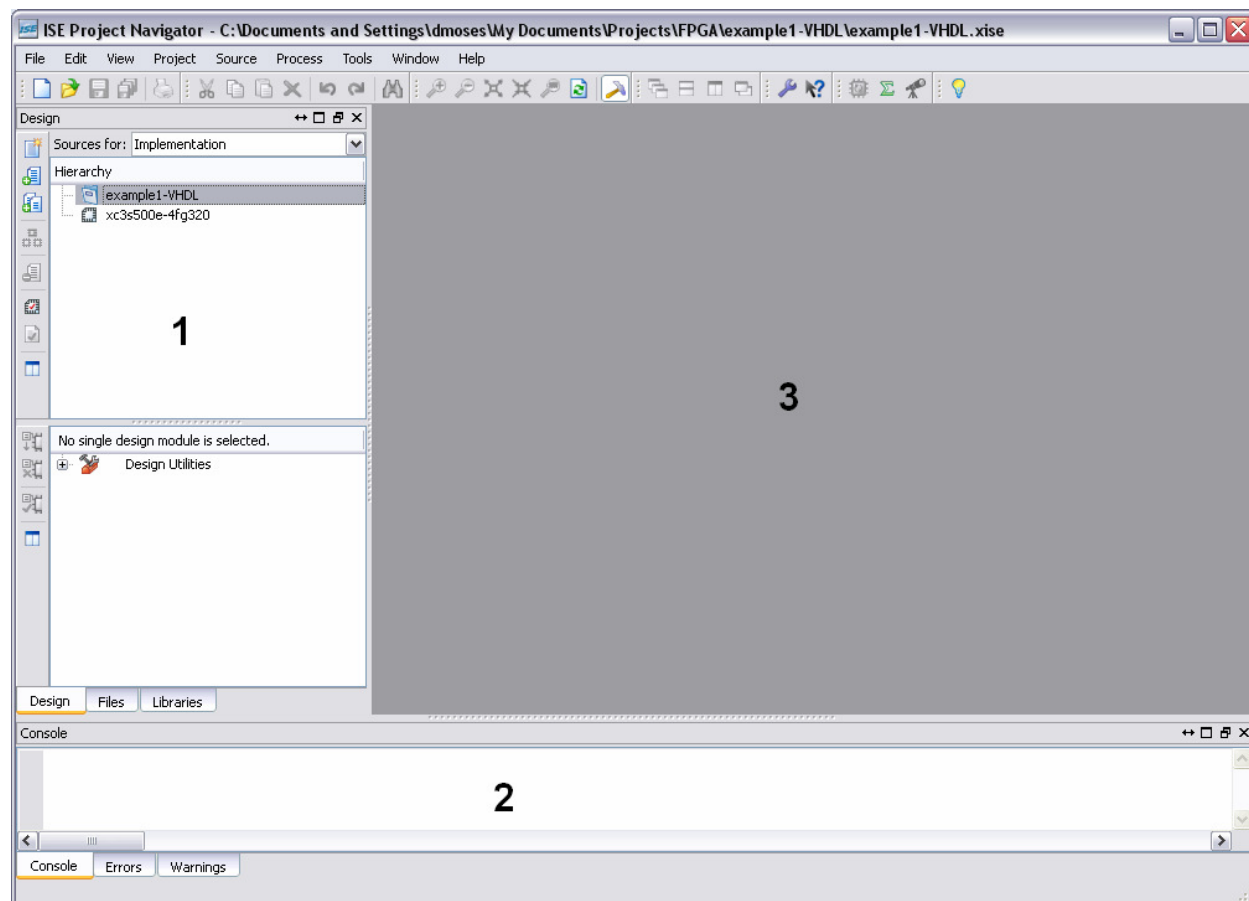 ISE Project Navigator - C:\Documents and Settings\dmoses\My Documents\Projects\FPGA\example1-VHDL\example1-VHDL.xise
File Edit View Project Source Process Tools Window Help
Design
Sources for: Implementation
Hierarchy
example1-VHDL
xc3s500e-4fg320
1
3
No single design module is selected.
Design Utilities
Design Files Libraries
Console
2
Console Errors Warnings